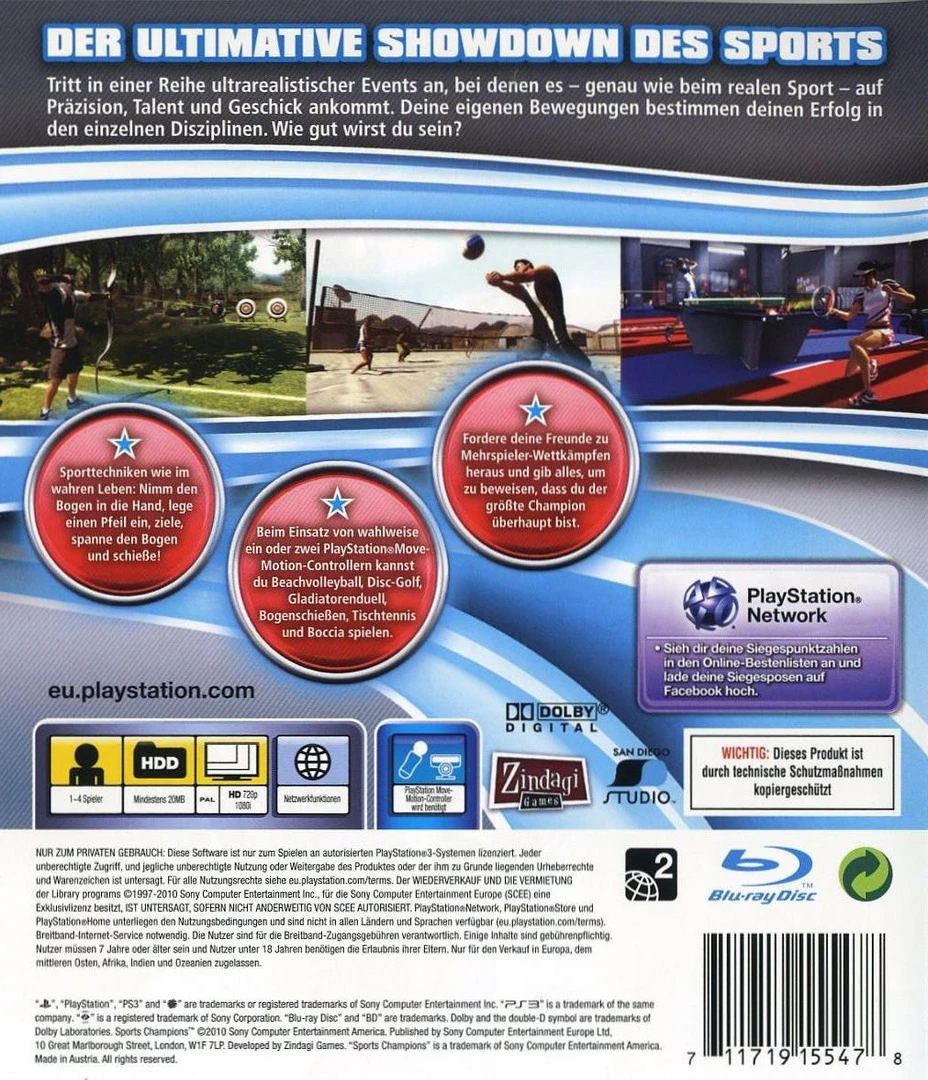 DER ULTIMATIVE SHOWDOWN DES SPORTS
Tritt in einer Reihe ultrarealistischer Events an, bei denen es – genau wie beim realen Sport – auf
Präzision, Talent und Geschick ankommt. Deine eigenen Bewegungen bestimmen deinen Erfolg in
den einzelnen Disziplinen. Wie gut wirst du sein?
Sporttechniken wie im
wahren Leben: Nimm den
Bogen in die Hand, lege
einen Pfeil ein, ziele,
spanne den Bogen
und schieße!
Beim Einsatz von wahlweise
ein oder zwei PlayStation®Move-
Motion-Controllern kannst
du Beachvolleyball, Disc-Golf,
Gladiatorenduell,
Bogenschießen, Tischtennis
und Boccia spielen.
Fordere deine Freunde zu
Mehrspieler-Wettkämpfen
heraus und gib alles, um
zu beweisen, dass du der
größte Champion
überhaupt bist.
PlayStation®
Network
• Sieh dir deine Siegespunktzahlen
in den Online-Bestenlisten an und
lade deine Siegesposen auf
Facebook hoch.
eu.playstation.com
1-4 Spieler
HDD
Mindestens 20MB
PAL
HD 720p
1080i
Netzwerkfunktionen
PlayStation Move-
Motion-Controller
wird benötigt
DOLBY®
DIGITAL
Zindagi
Games
SAN DIEGO
STUDIO™
WICHTIG: Dieses Produkt ist
durch technische Schutzmaßnahmen
kopiergeschützt
NUR ZUM PRIVATEN GEBRAUCH: Diese Software ist nur zum Spielen an autorisierten PlayStation®3-Systemen lizenziert. Jeder
unberechtigte Zugriff, und jegliche unberechtigte Nutzung oder Weitergabe des Produktes oder der ihm zu Grunde liegenden Urheberrechte
und Warenzeichen ist untersagt. Für alle Nutzungsrechte siehe eu.playstation.com/terms. Der WIEDERVERKAUF UND DIE VERMIETUNG
der Library programs ©1997-2010 Sony Computer Entertainment Inc., für die Sony Computer Entertainment Europe (SCEE) eine
Exklusivlizenz besitzt, IST UNTERSAGT, SOFERN NICHT ANDERWEITIG VON SCEE AUTORISIERT. PlayStation®Network, PlayStation®Store und
PlayStation®Home unterliegen den Nutzungsbedingungen und sind nicht in allen Ländern und Sprachen verfügbar (eu.playstation.com/terms).
Breitband-Internet-Service notwendig. Die Nutzer sind für die Breitband-Zugangsgebühren verantwortlich. Einige Inhalte sind gebührenpflichtig.
Nutzer müssen 7 Jahre oder älter sein und Nutzer unter 18 Jahren benötigen die Erlaubnis ihrer Eltern. Nur für den Verkauf in Europa, dem
mittleren Osten, Afrika, Indien und Ozeanien zugelassen.
2
Blu-ray Disc™
" ", "PlayStation", "PS3" and " " are trademarks or registered trademarks of Sony Computer Entertainment Inc. "PS3" is a trademark of the same
company. " " is a registered trademark of Sony Corporation. "Blu-ray Disc" and "BD" are trademarks. Dolby and the double-D symbol are trademarks of
Dolby Laboratories. Sports Champions™ ©2010 Sony Computer Entertainment America. Published by Sony Computer Entertainment Europe Ltd,
10 Great Marlborough Street, London, W1F 7LP. Developed by Zindagi Games. "Sports Champions" is a trademark of Sony Computer Entertainment America.
Made in Austria. All rights reserved.
7 11719 15547 8